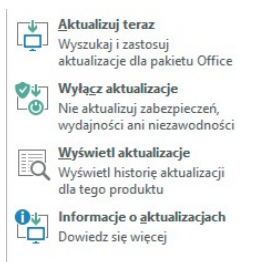 Aktualizuj teraz
Wyszukaj i zastosuj
aktualizacje dla pakietu Office
Wyłącz aktualizacje
Nie aktualizuj zabezpieczeń,
wydajności ani niezawodności
Wyświetl aktualizacje
Wyświetl historię aktualizacji
dla tego produktu
Informacje o aktualizacjach
Dowiedz się więcej